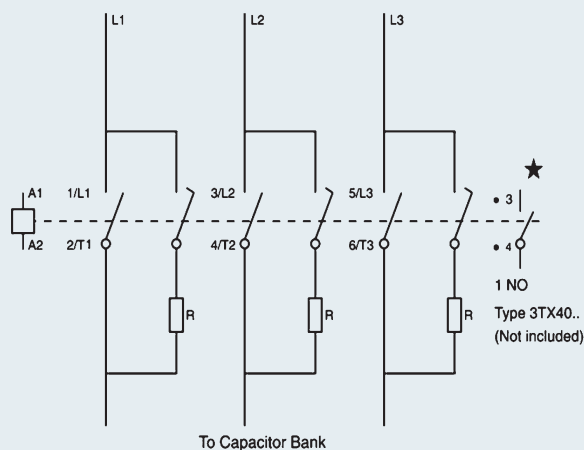 L1
L2
L3
A1
1/L1
3/L2
5/L3
• 3
A2
2/T1
4/T2
6/T3
• 4
1 NO
R
R
R
Type 3TX40..
(Not included)
To Capacitor Bank